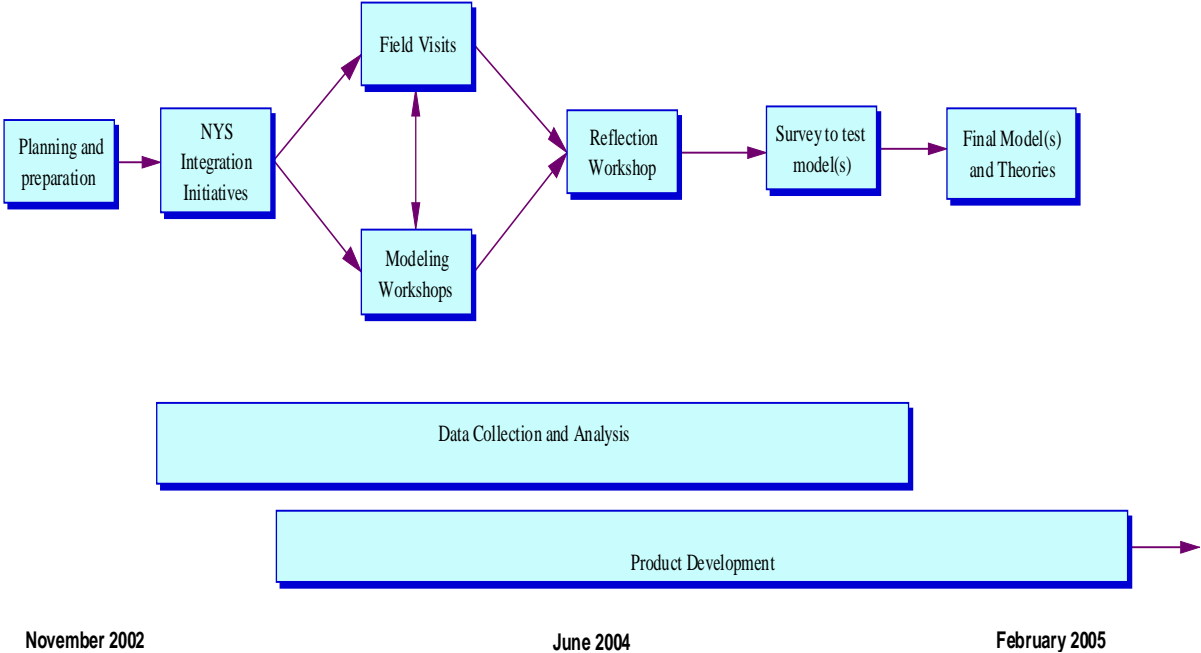 Field Visits
Planning and
preparation
NYS
Integration
Initiatives
Modeling
Workshops
Reflection
Workshop
Survey to test
model(s)
Final Model(s)
and Theories
Data Collection and Analysis
Product Development
November 2002
June 2004
February 2005